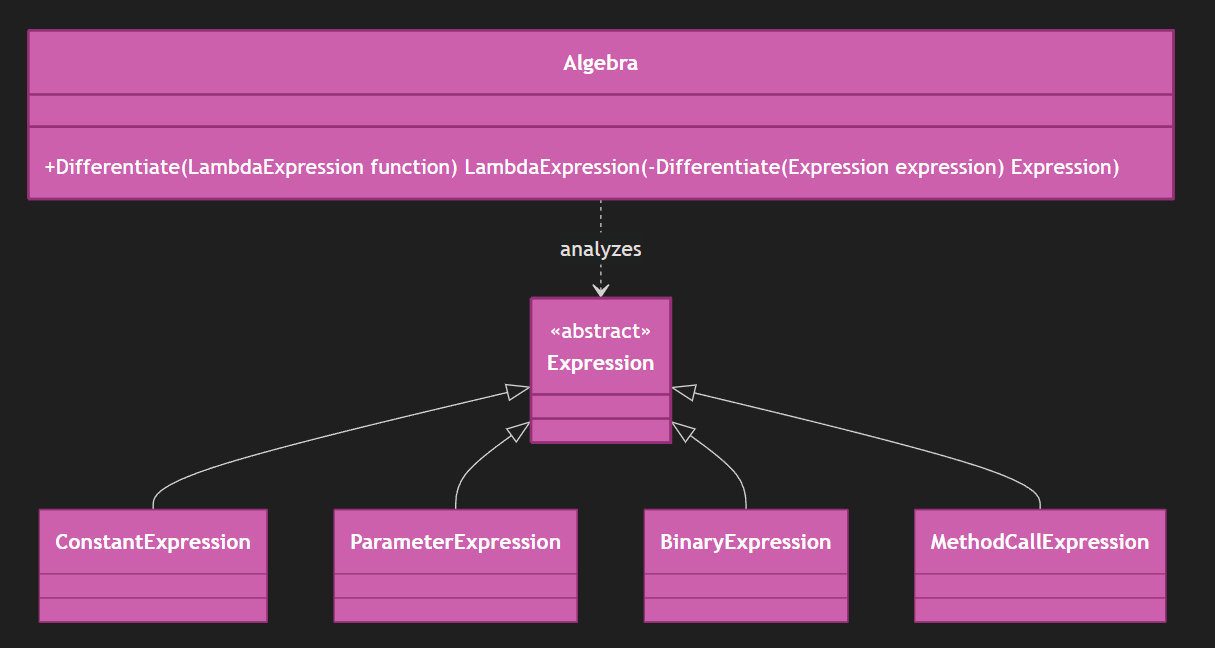 Algebra
+Differentiate(LambdaExpression function) LambdaExpression(-Differentiate(Expression expression) Expression)
analyzes
«abstract»
Expression
ConstantExpression
ParameterExpression
BinaryExpression
MethodCallExpression